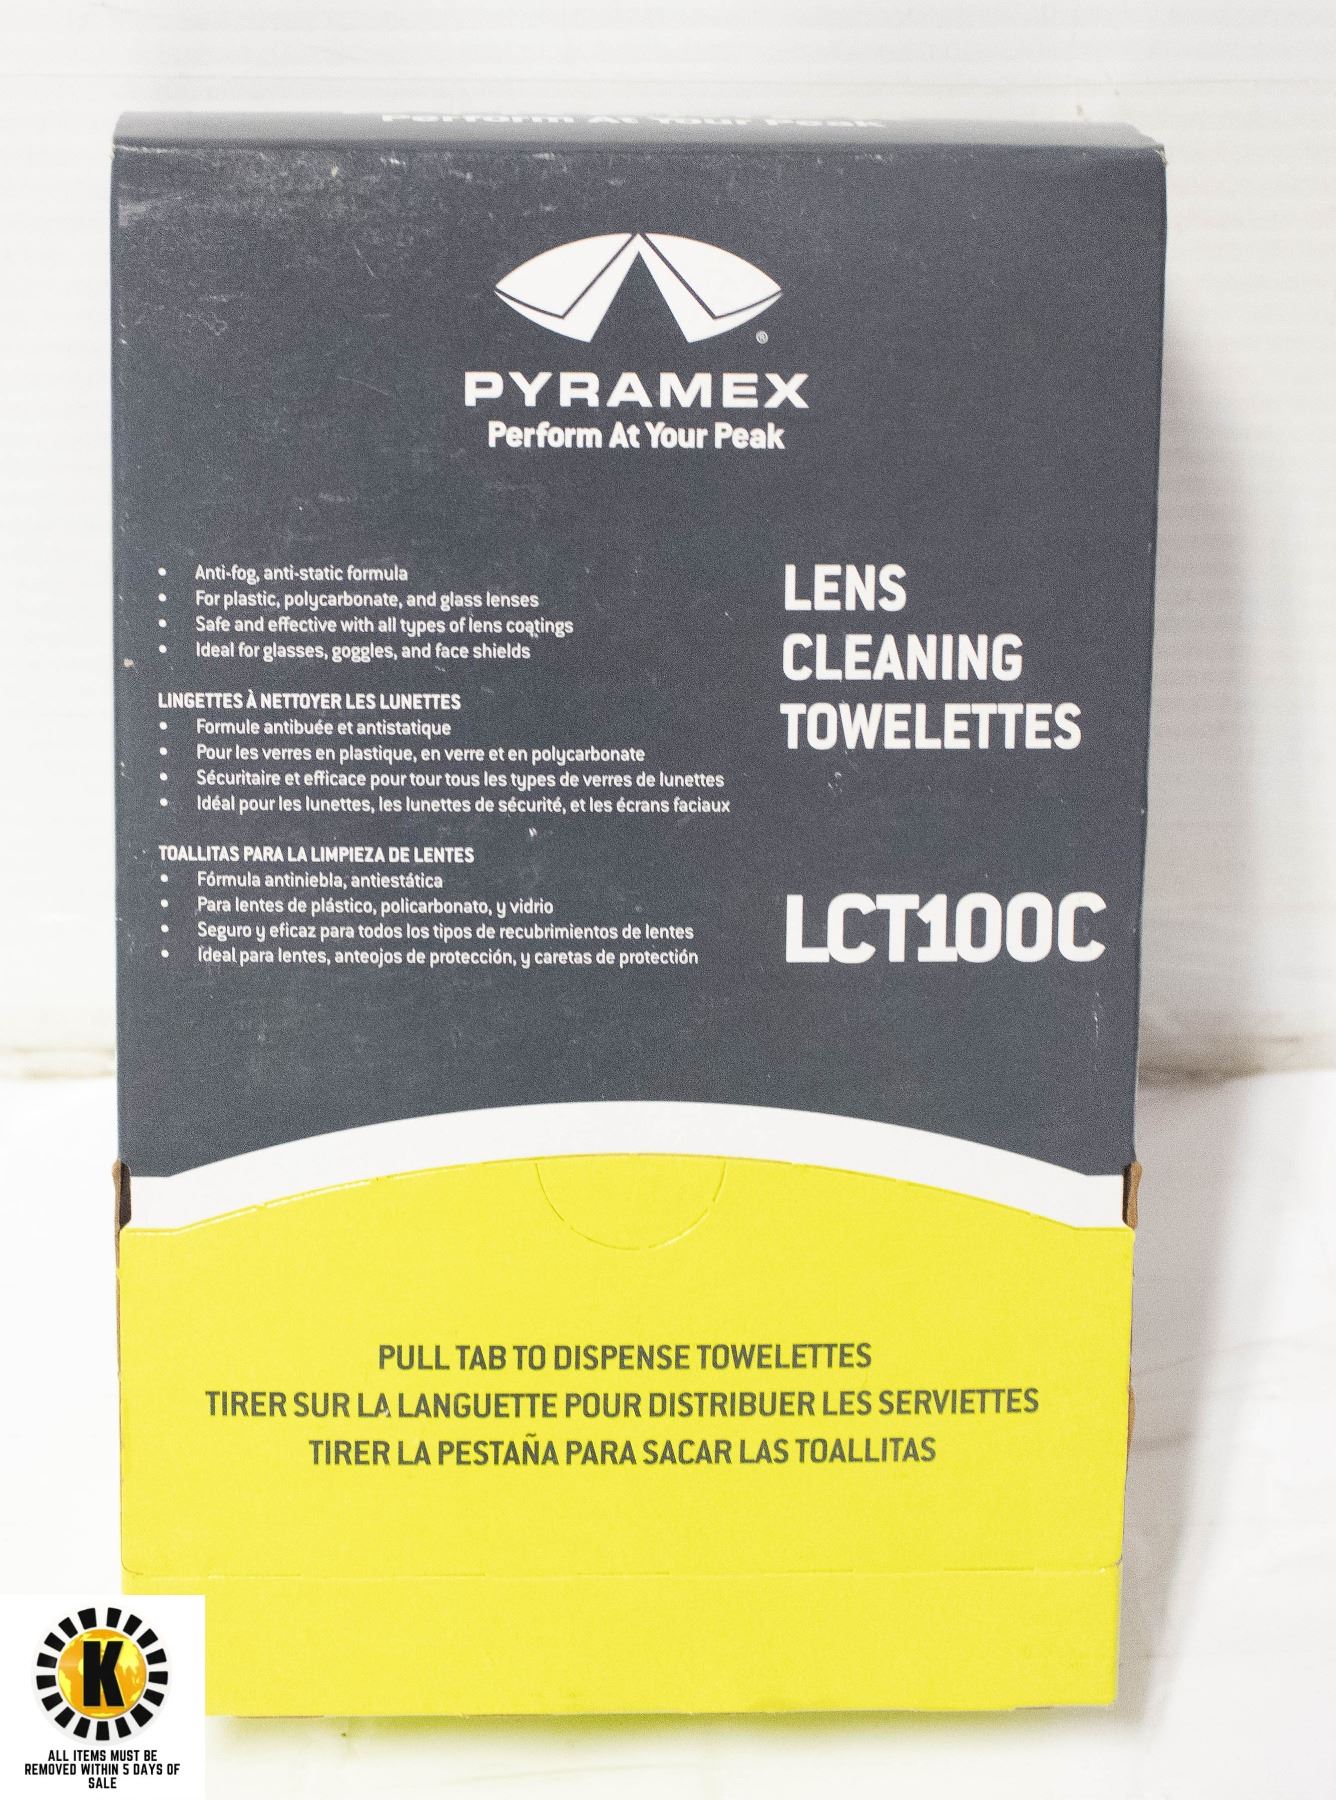 Perform At Your Peak
®
PYRAMEX
Perform At Your Peak
• Anti-fog, anti-static formula
• For plastic, polycarbonate, and glass lenses
• Safe and effective with all types of lens coatings
• Ideal for glasses, goggles, and face shields
LINGETTES À NETTOYER LES LUNETTES
• Formule antibuée et antistatique
• Pour les verres en plastique, en verre et en polycarbonate
• Sécuritaire et efficace pour tour tous les types de verres de lunettes
• Idéal pour les lunettes, les lunettes de sécurité, et les écrans faciaux
TOALLITAS PARA LA LIMPIEZA DE LENTES
• Fórmula antiniebla, antiestática
• Para lentes de plástico, policarbonato, y vidrio
• Seguro y eficaz para todos los tipos de recubrimientos de lentes
• Ideal para lentes, anteojos de protección, y caretas de protectión
LENS
CLEANING
TOWELETTES
LCT100C
PULL TAB TO DISPENSE TOWELETTES
TIRER SUR LA LANGUETTE POUR DISTRIBUER LES SERVIETTES
TIRER LA PESTAÑA PARA SACAR LAS TOALLITAS
K
ALL ITEMS MUST BE
REMOVED WITHIN 5 DAYS OF
SALE